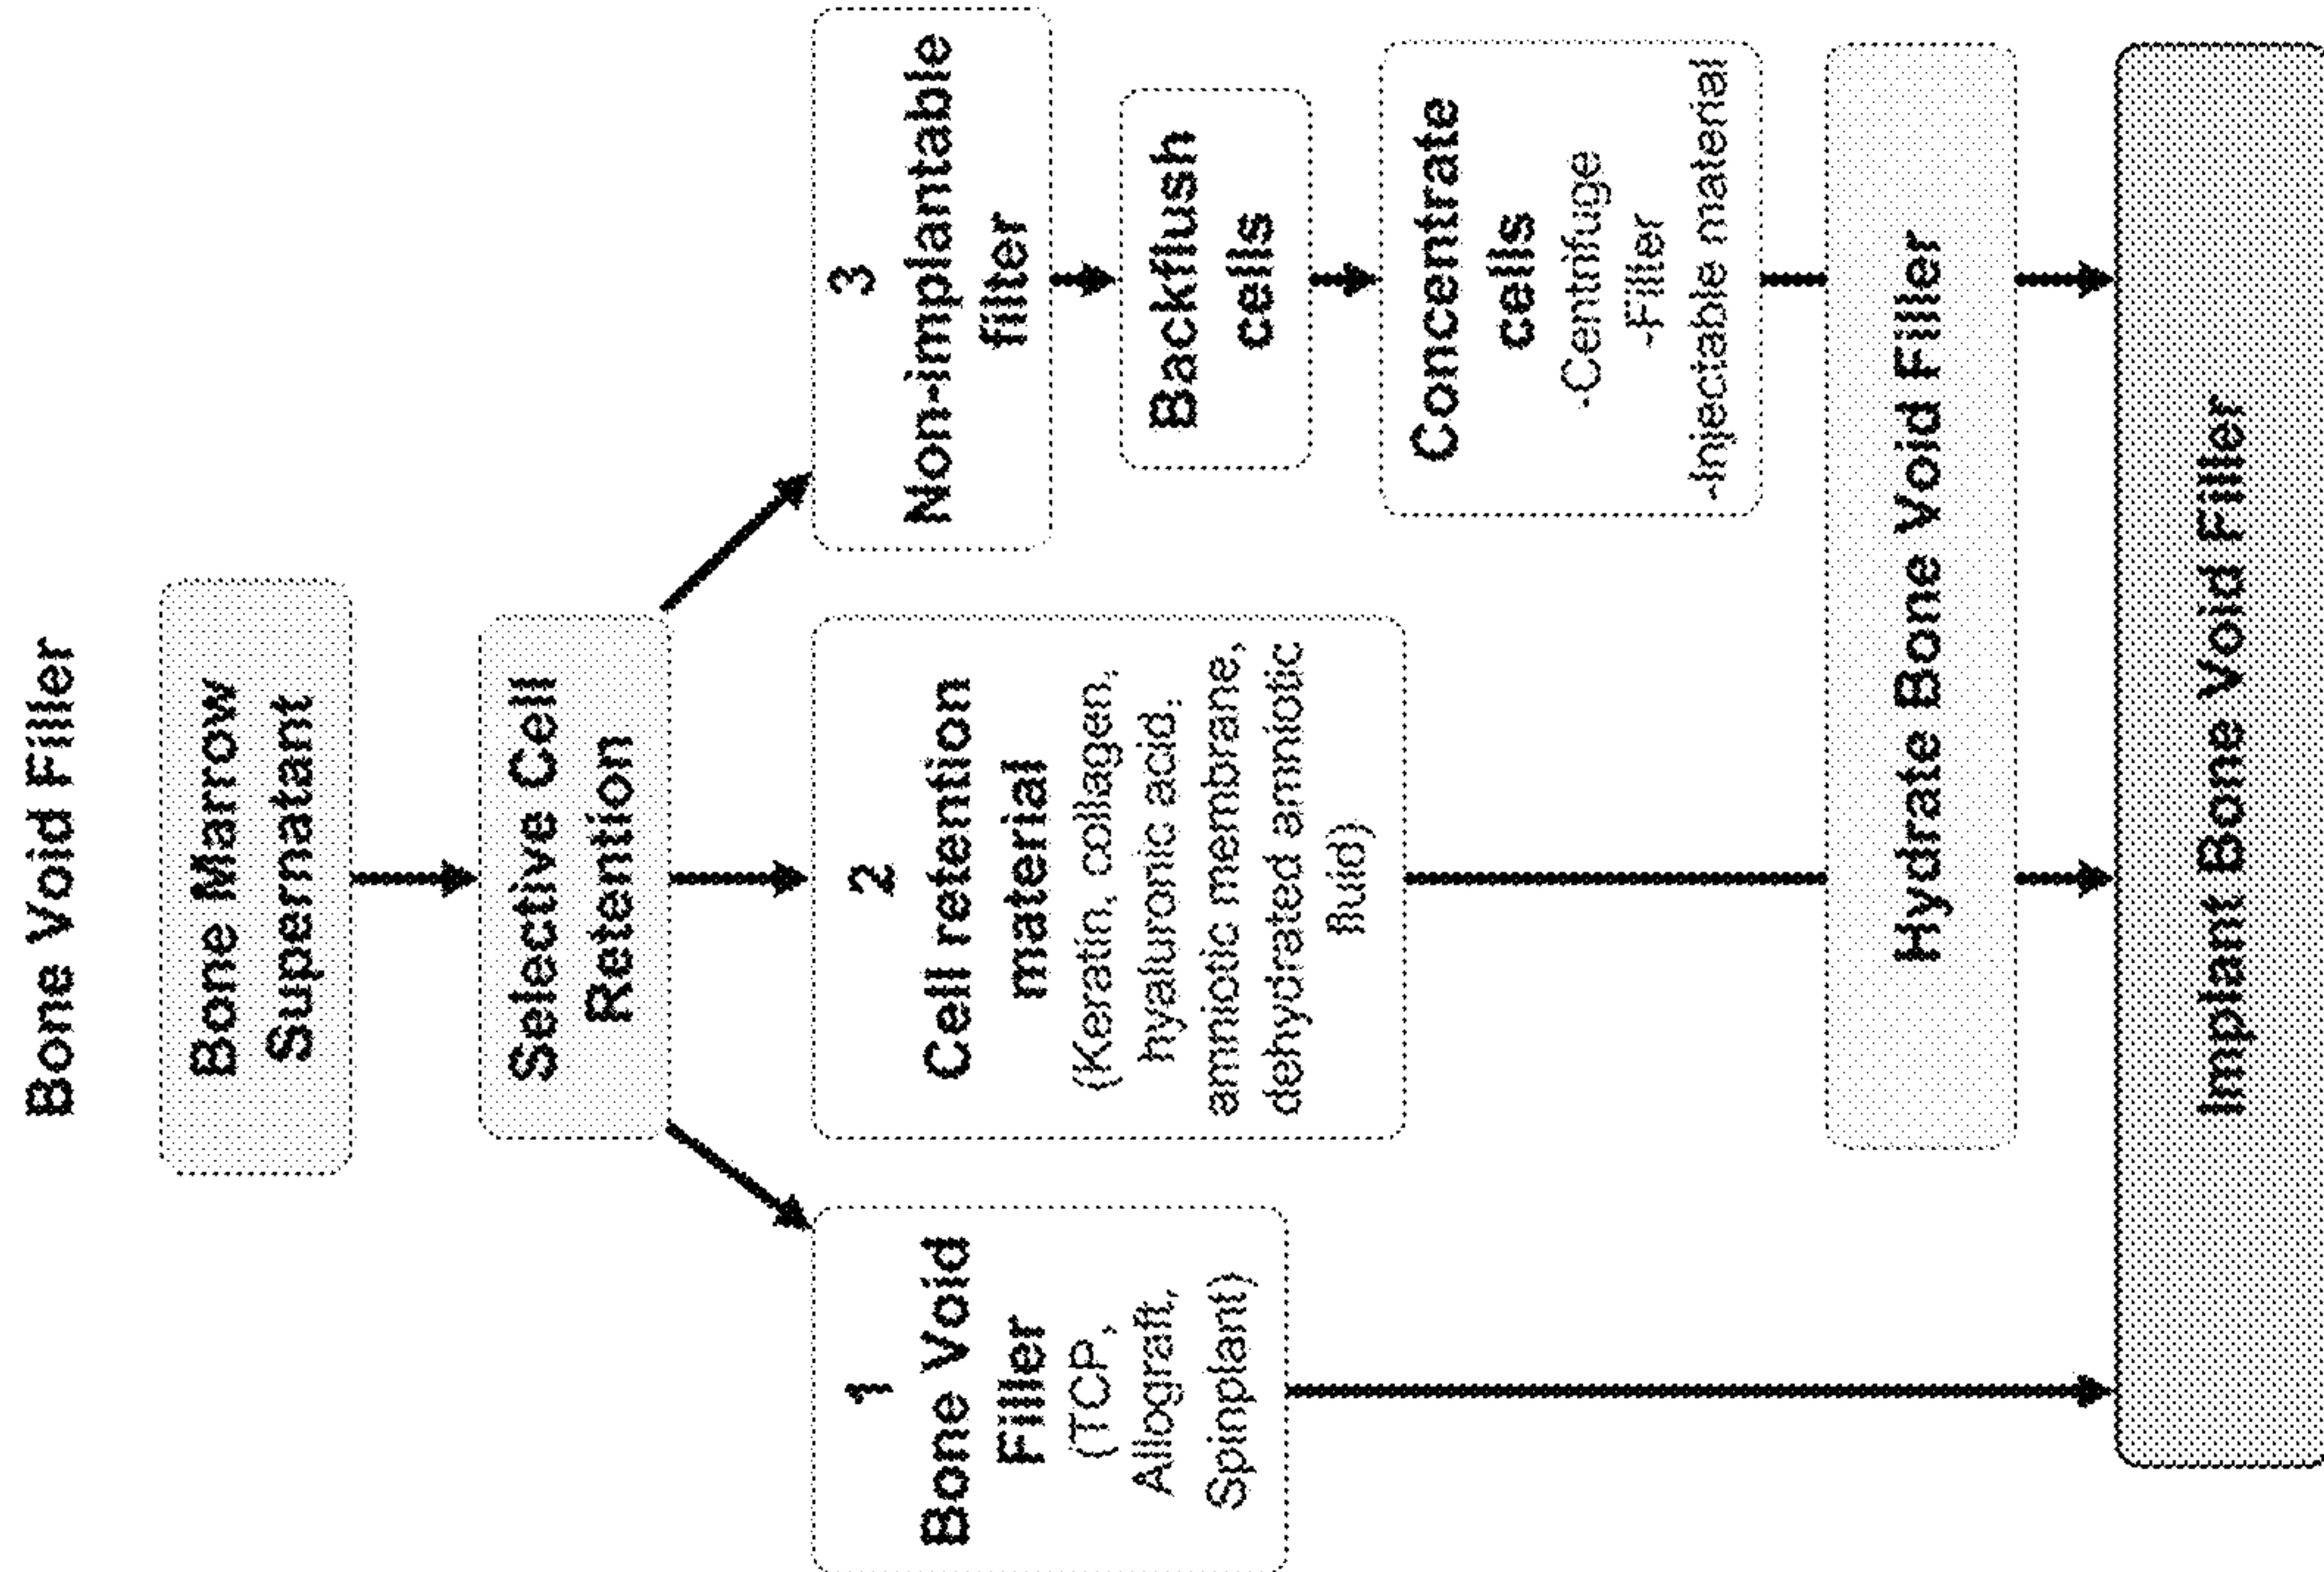 Bone Void Filler
Bone Marrow
Supernatant
Selective Cell
Retention
1
Bone Void
Filler
(TCP,
Allograft,
Spinplant)
2
Cell retention
material
(Keratin, collagen,
hyaluronic acid,
amniotic membrane,
dehydrated amniotic
fluid)
3
Non-implantable
filter
Backflush
cells
Concentrate
cells
-Centrifuge
-Filter
-Injectable material
Hydrate Bone Void Filler
Implant Bone Void Filler